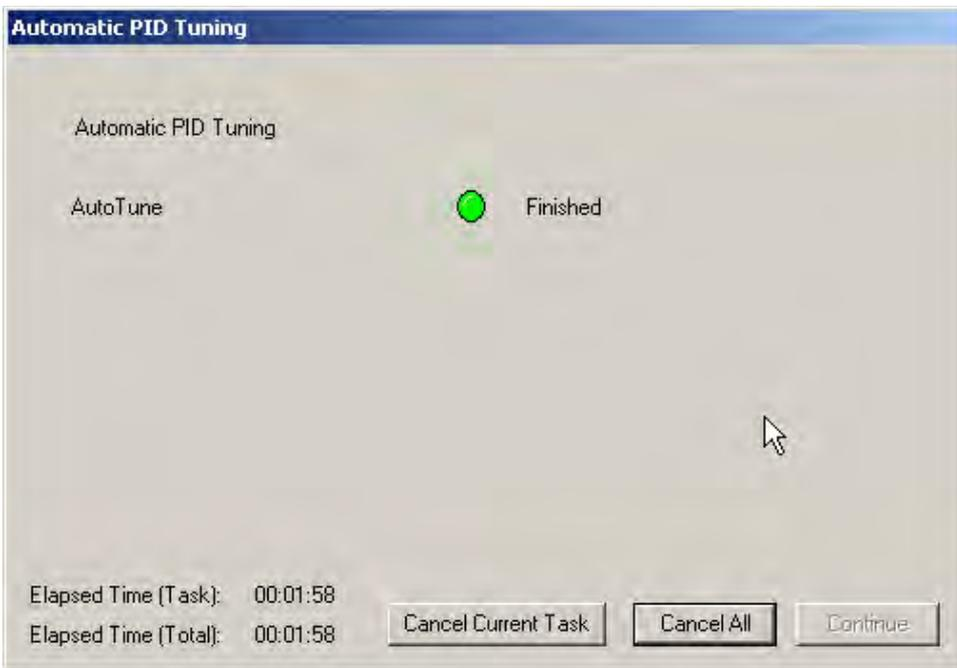 Automatic PID Tuning
Automatic PID Tuning
AutoTune Finished
Elapsed Time (Task): 00:01:58
Elapsed Time (Total): 00:01:58
Cancel Current Task Cancel All Continue